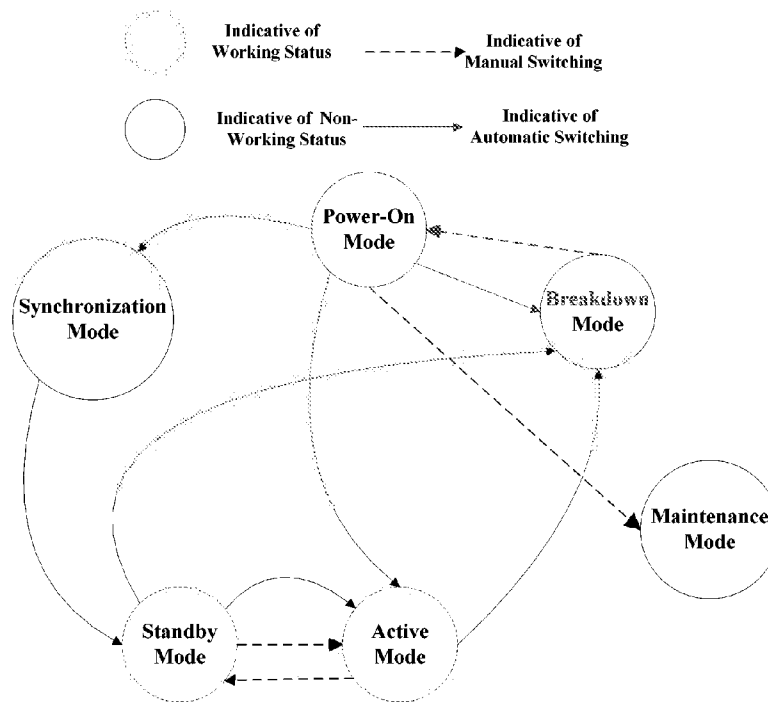 Indicative of
Working Status
Indicative of
Manual Switching
Indicative of Non-
Working Status
Indicative of
Automatic Switching
Power-On
Mode
Synchronization
Mode
Breakdown
Mode
Maintenance
Mode
Standby
Mode
Active
Mode